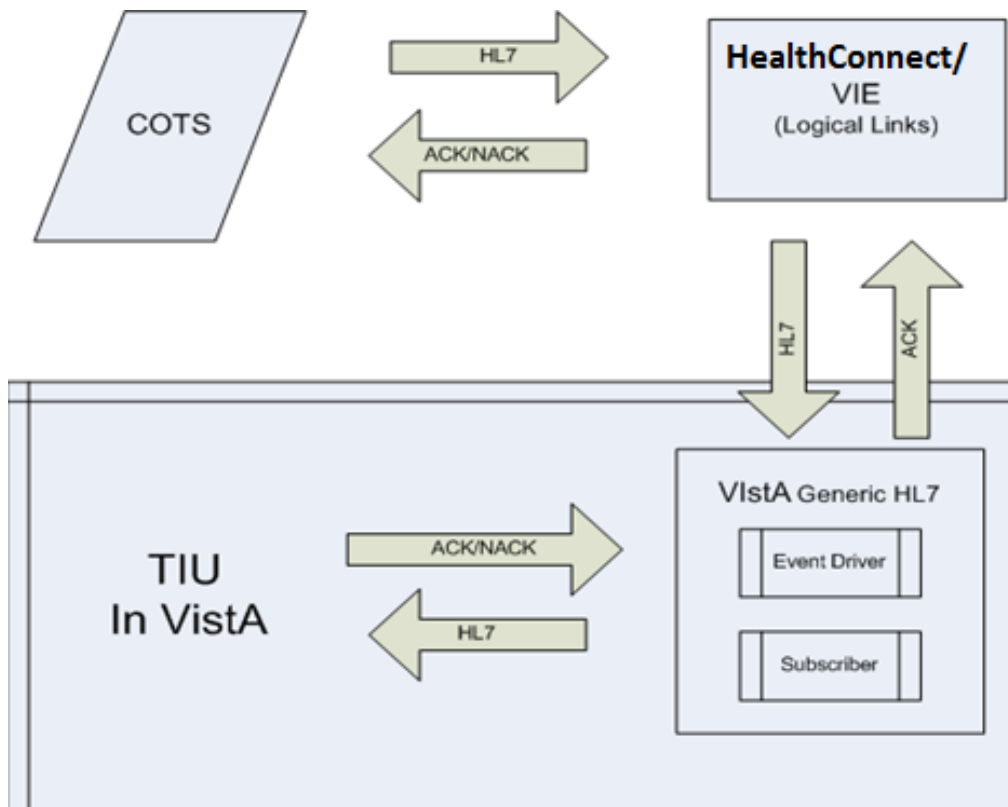 COTS
HL7
ACK/NACK
HealthConnect/
VIE
(Logical Links)
HL7
ACK
TIU
In VistA
ACK/NACK
HL7
VIstA Generic HL7
Event Driver
Subscriber